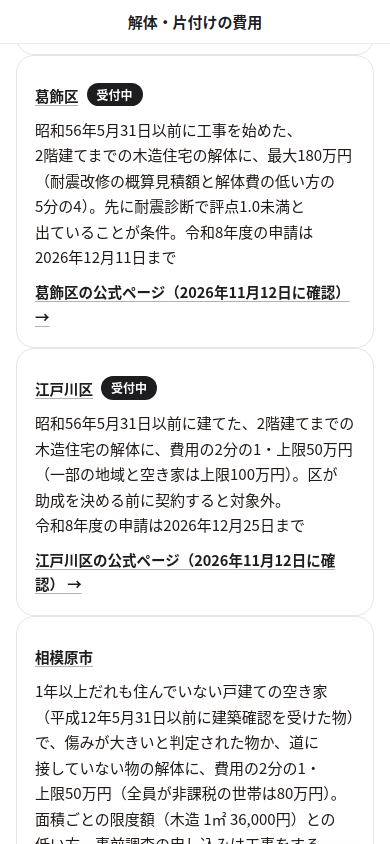 解体・片付けの費用
葛飾区 受付中
昭和56年5月31日以前に工事を始めた、
2階建てまでの木造住宅の解体に、最大180万円
（耐震改修の概算見積額と解体費の低い方の
5分の4）。先に耐震診断で評点1.0未満と
出ていることが条件。令和8年度の申請は
2026年12月11日まで
葛飾区の公式ページ（2026年11月12日に確認）
→
江戸川区 受付中
昭和56年5月31日以前に建てた、2階建てまでの
木造住宅の解体に、費用の2分の1・上限50万円
（一部の地域と空き家は上限100万円）。区が
助成を決める前に契約すると対象外。
令和8年度の申請は2026年12月25日まで
江戸川区の公式ページ（2026年11月12日に確
認） →
相模原市
1年以上だれも住んでいない戸建ての空き家
（平成12年5月31日以前に建築確認を受けた物）
で、傷みが大きいと判定された物か、道に
接していない物の解体に、費用の2分の1・
上限50万円（全員が非課税の世帯は80万円）。
面積ごとの限度額（木造 1㎡ 36,000円）との
低い方。事前調査の申し込みは工事をする